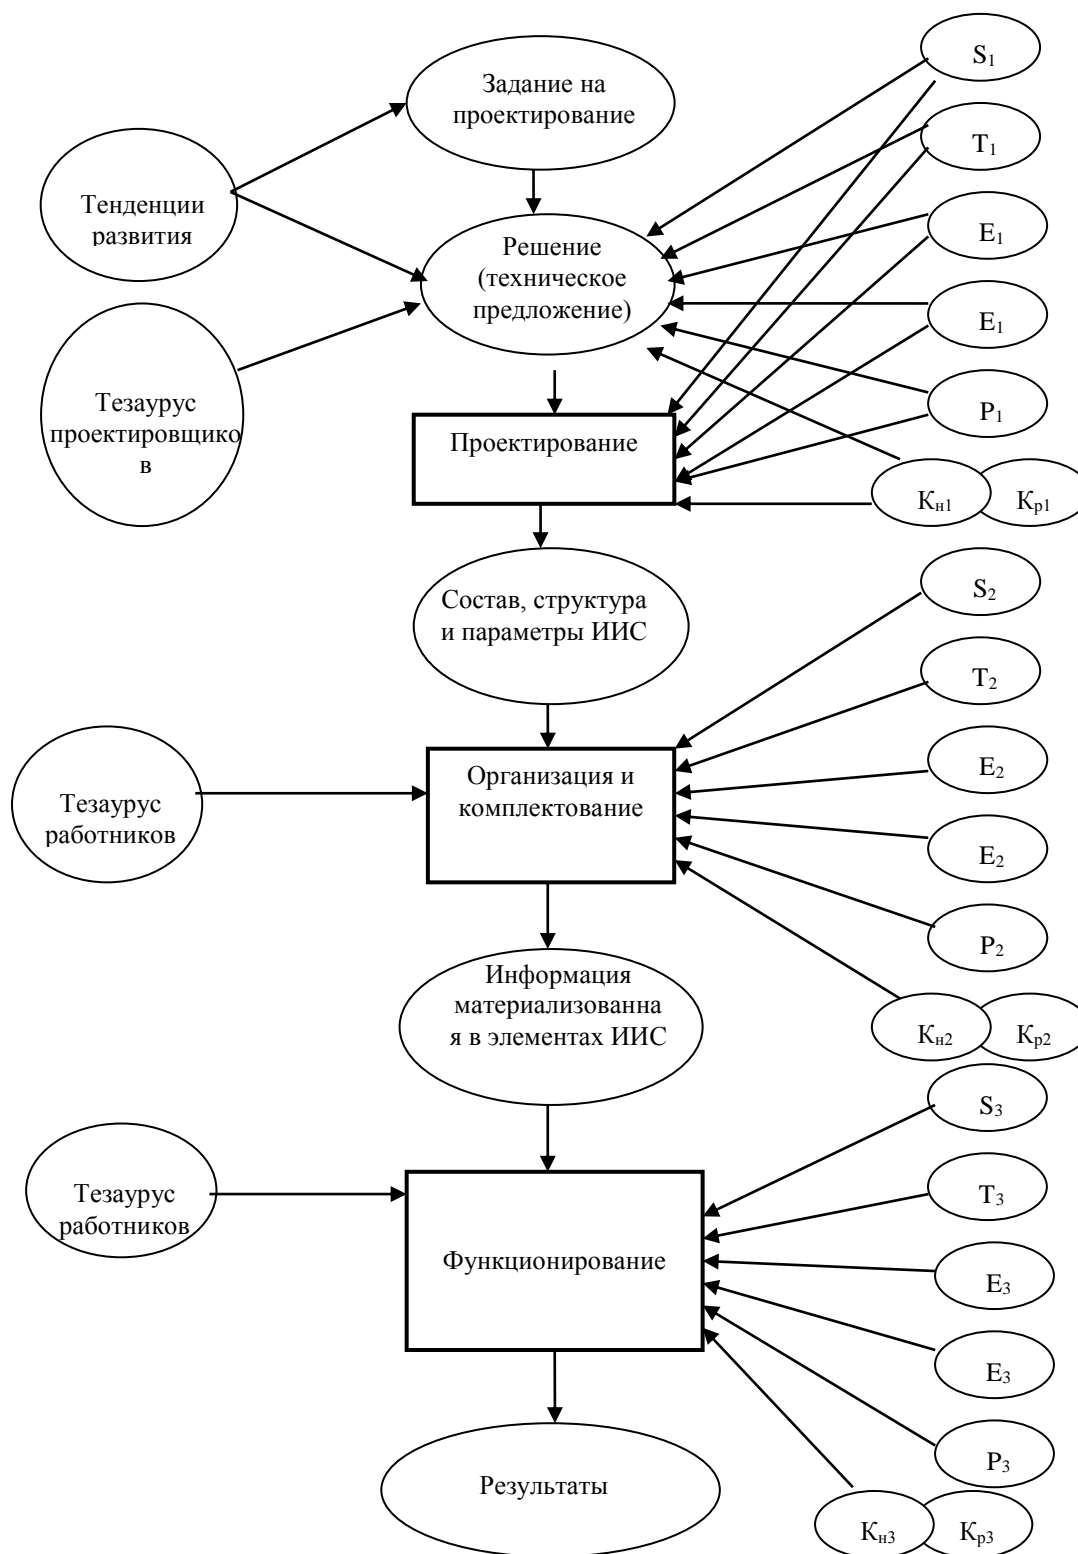 Задание на
проектирование
S₁
T₁
Тенденции
развития
E₁
Решение
(техническое
предложение)
E₁
Тезаурус
проектировщико
в
P₁
Проектирование
Кн1
Кр1
S₂
Состав, структура
и параметры ИИС
T₂
E₂
Организация и
комплектование
Тезаурус
работников
E₂
P₂
Информация
материализованна
я в элементах ИИС
Кн2
Кр2
S₃
Тезаурус
работников
T₃
Функционирование
E₃
E₃
P₃
Результаты
Кн3
Кр3